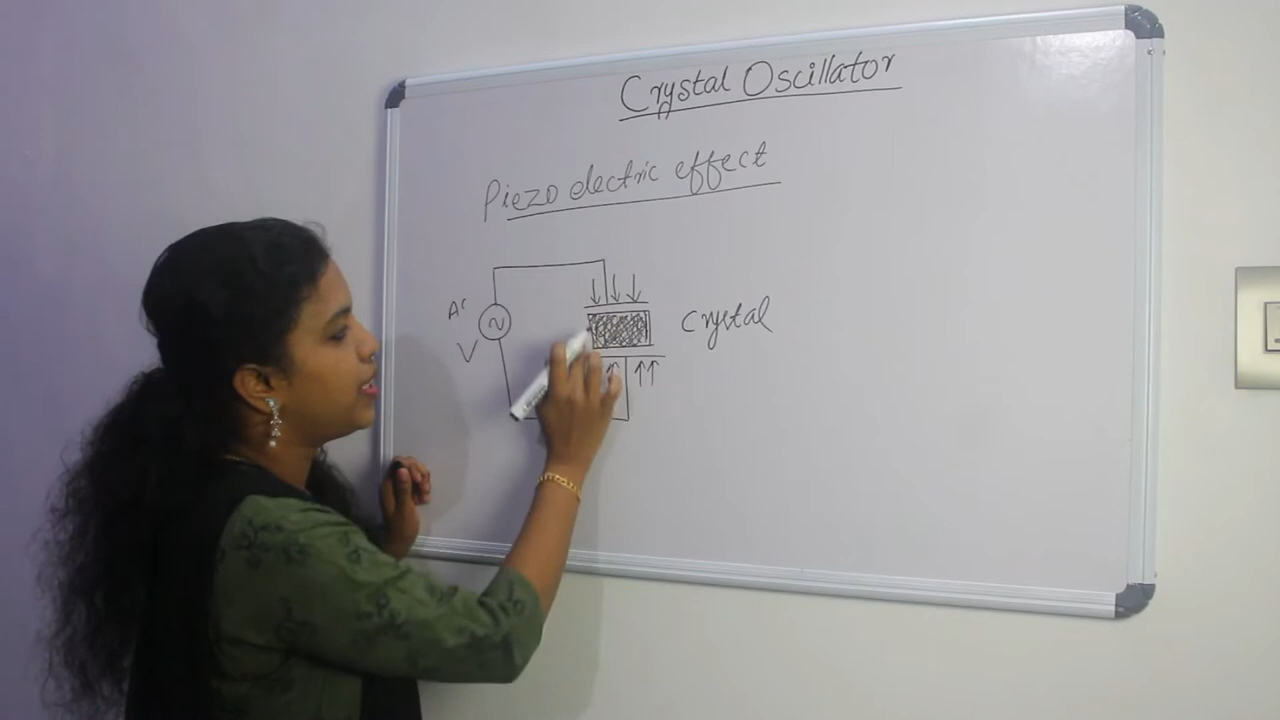 Crystal Oscillator
Piezo electric effect
AC
V
Crystal